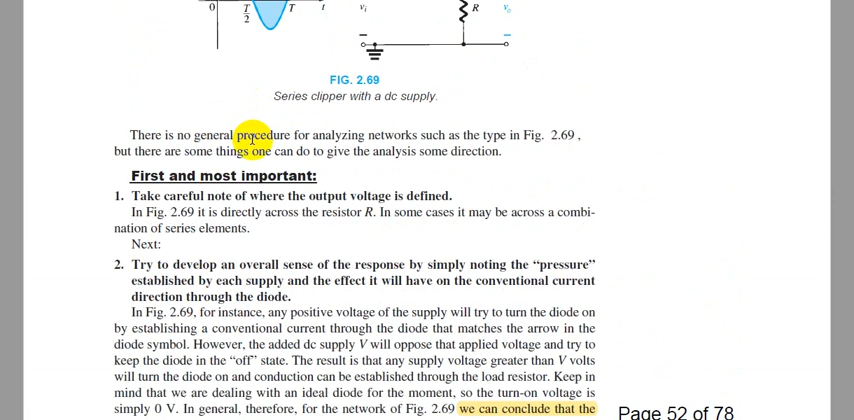 0
T
2
T
t
vi
R
vo
FIG. 2.69
Series clipper with a dc supply.
There is no general procedure for analyzing networks such as the type in Fig. 2.69 ,
but there are some things one can do to give the analysis some direction.
First and most important:
1. Take careful note of where the output voltage is defined.
In Fig. 2.69 it is directly across the resistor R. In some cases it may be across a combi-
nation of series elements.
Next:
2. Try to develop an overall sense of the response by simply noting the “pressure”
established by each supply and the effect it will have on the conventional current
direction through the diode.
In Fig. 2.69, for instance, any positive voltage of the supply will try to turn the diode on
by establishing a conventional current through the diode that matches the arrow in the
diode symbol. However, the added dc supply V will oppose that applied voltage and try to
keep the diode in the “off” state. The result is that any supply voltage greater than V volts
will turn the diode on and conduction can be established through the load resistor. Keep in
mind that we are dealing with an ideal diode for the moment, so the turn-on voltage is
simply 0 V. In general, therefore, for the network of Fig. 2.69 we can conclude that the
Page 52 of 78